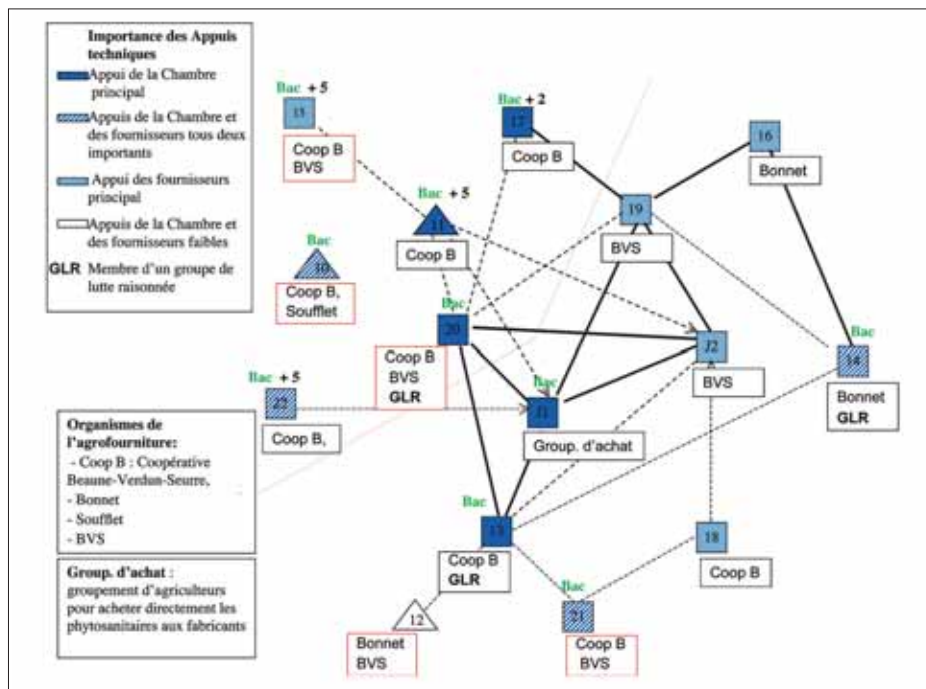 Importance des Appuis
techniques
Appui de la Chambre
principal
Appuis de la Chambre et
des fournisseurs tous deux
importants
Appui des fournisseurs
principal
Appuis de la Chambre et
des fournisseurs faibles
GLR Membre d'un groupe de
lutte raisonnée
Bac + 5
15
Coop B
BVS
Bac + 2
Coop B
16
Bonnet
Bac + 5
11
Coop B
19
BVS
Bac
10
Coop B,
Soufflet
Bac
20
Coop B
BVS
GLR
J2
BVS
Bac
14
Bonnet
GLR
Bac + 5
22
Coop B,
Bac
J1
Group. d'achat
Bac
13
Coop B
GLR
18
Coop B
12
Bonnet
BVS
Bac
21
Coop B
BVS
Organismes de
l'agrofourniture:
- Coop B : Coopérative
Beaune-Verdun-Seurre,
- Bonnet
- Soufflet
- BVS
Group. d'achat :
groupement d'agriculteurs
pour acheter directement les
phytosanitaires aux fabricants